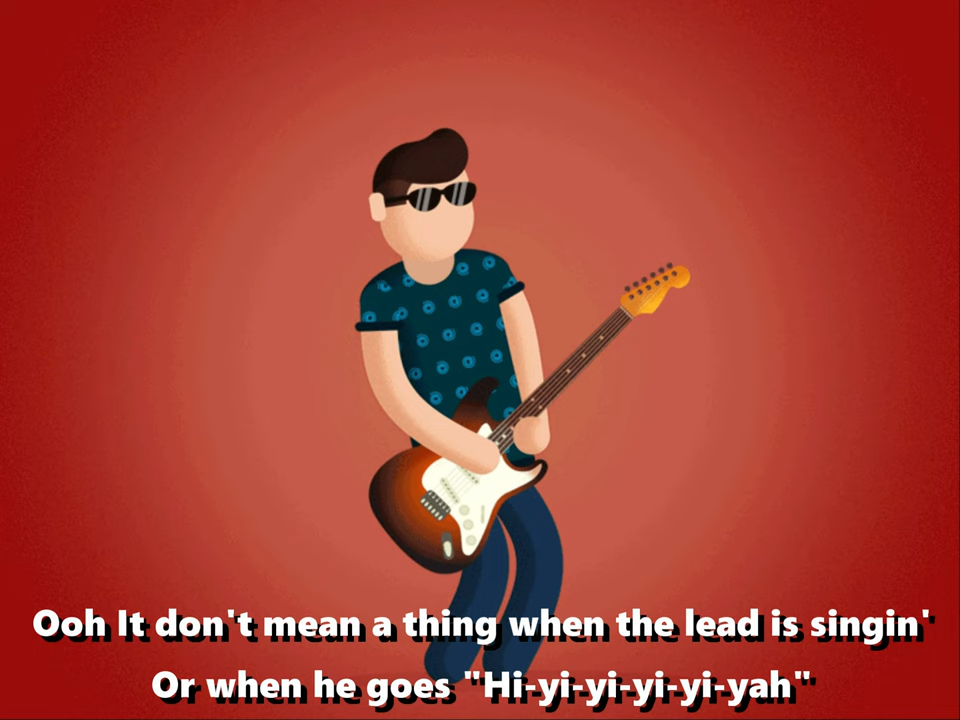 Ooh It don't mean a thing when the lead is singin'
Or when he goes "Hi-yi-yi-yi-yi-yah"